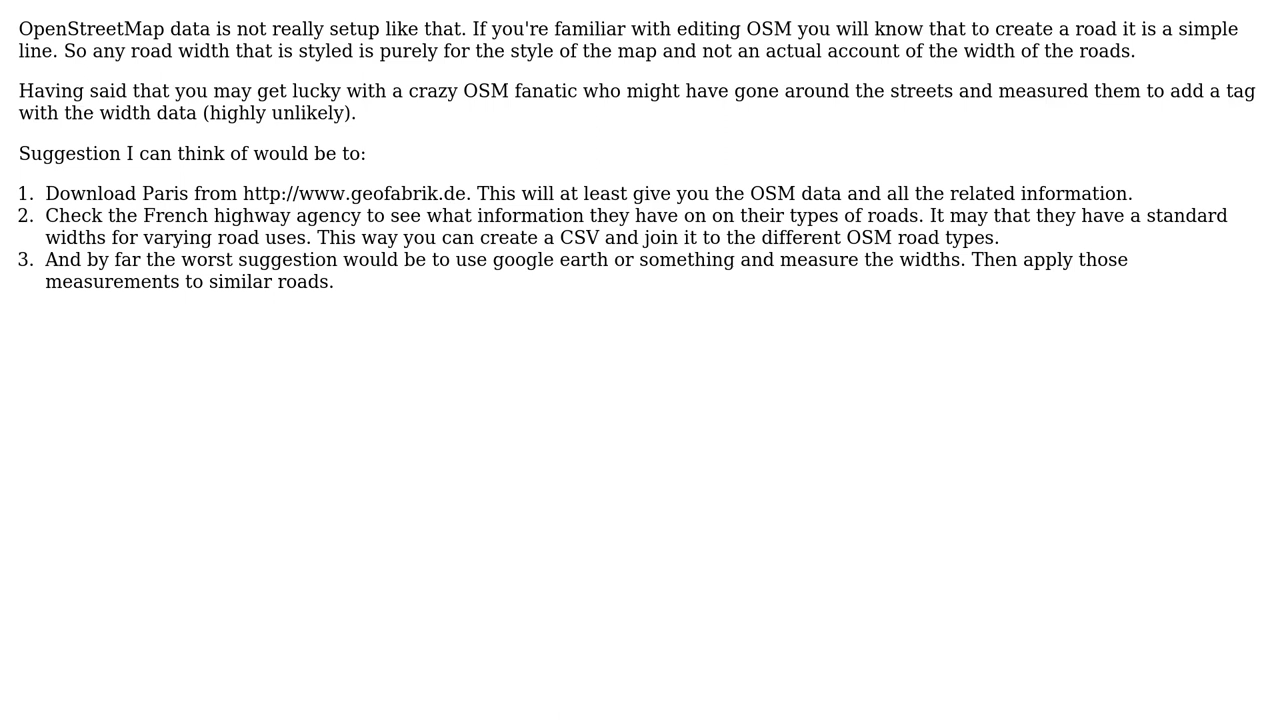 OpenStreetMap data is not really setup like that. If you're familiar with editing OSM you will know that to create a road it is a simple
line. So any road width that is styled is purely for the style of the map and not an actual account of the width of the roads.
Having said that you may get lucky with a crazy OSM fanatic who might have gone around the streets and measured them to add a tag
with the width data (highly unlikely).
Suggestion I can think of would be to:
1. Download Paris from http://www.geofabrik.de. This will at least give you the OSM data and all the related information.
2. Check the French highway agency to see what information they have on on their types of roads. It may that they have a standard
widths for varying road uses. This way you can create a CSV and join it to the different OSM road types.
3. And by far the worst suggestion would be to use google earth or something and measure the widths. Then apply those
measurements to similar roads.